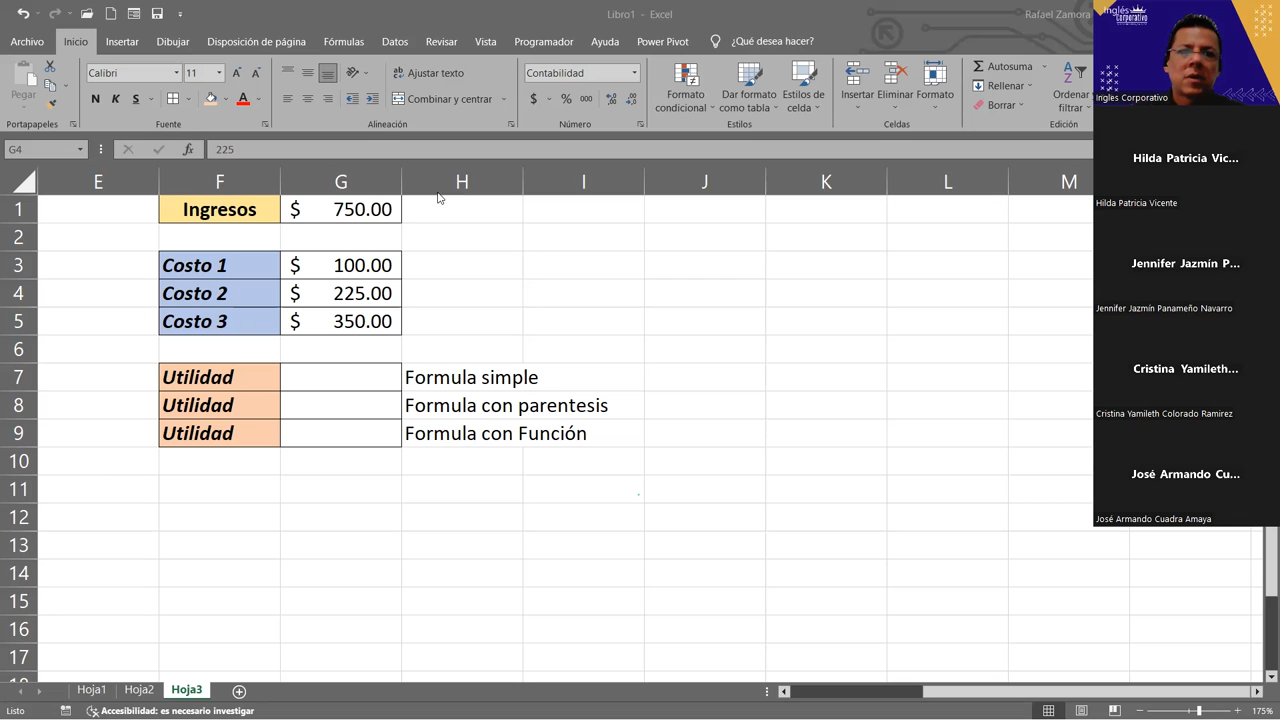 Libro1 - Excel
Rafael Zamora
Archivo Inicio Insertar Dibujar Disposición de página Fórmulas Datos Revisar Vista Programador Ayuda Power Pivot ¿Qué desea hacer?
Pegar
Calibri 11
N K S
Ajustar texto
Combinar y centrar
Contabilidad
$ % 000
Formato condicional
Dar formato como tabla
Estilos de celda
Insertar Eliminar Formato
Autosuma
Rellenar
Borrar
Ordenar
filtrar
Portapapeles Fuente Alineación Número Estilos Celdas Edición
G4 fx 225
E F G H I J K L M
1 Ingresos $ 750.00
2
3 Costo 1 $ 100.00
4 Costo 2 $ 225.00
5 Costo 3 $ 350.00
6
7 Utilidad Formula simple
8 Utilidad Formula con parentesis
9 Utilidad Formula con Función
10
11
12
13
14
15
16
17
Hoja1 Hoja2 Hoja3
Listo Accesibilidad: es necesario investigar 175%
Inglés
corporativo
Inglés Corporativo
Hilda Patricia Vic...
Hilda Patricia Vicente
Jennifer Jazmín P...
Jennifer Jazmín Panameño Navarro
Cristina Yamileth...
Cristina Yamileth Colorado Ramirez
José Armando Cu...
José Armando Cuadra Amaya